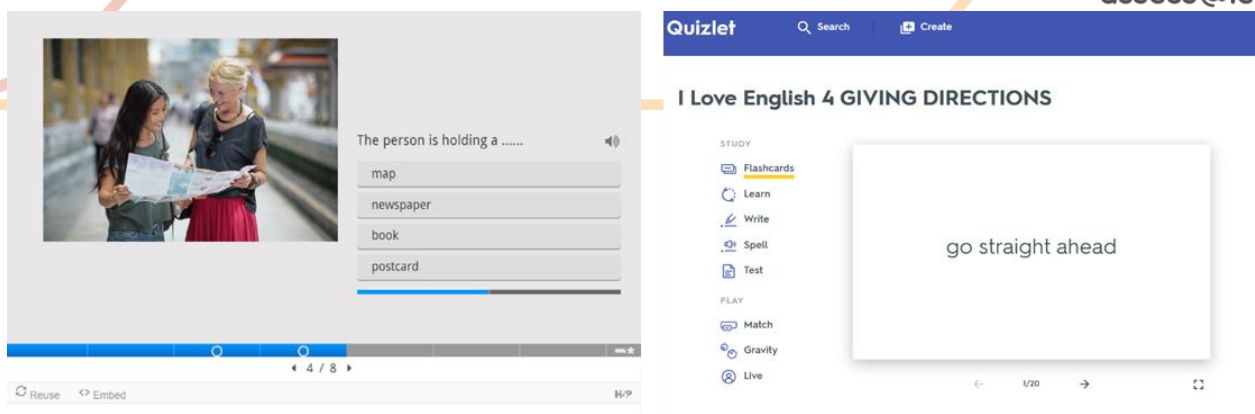 The person is holding a ......
map
newspaper
book
postcard
4 / 8
Reuse <> Embed
H-P
Quizlet Search Create
I Love English 4 GIVING DIRECTIONS
STUDY
Flashcards
Learn
Write
Spell
Test
PLAY
Match
Gravity
Live
go straight ahead
1/20